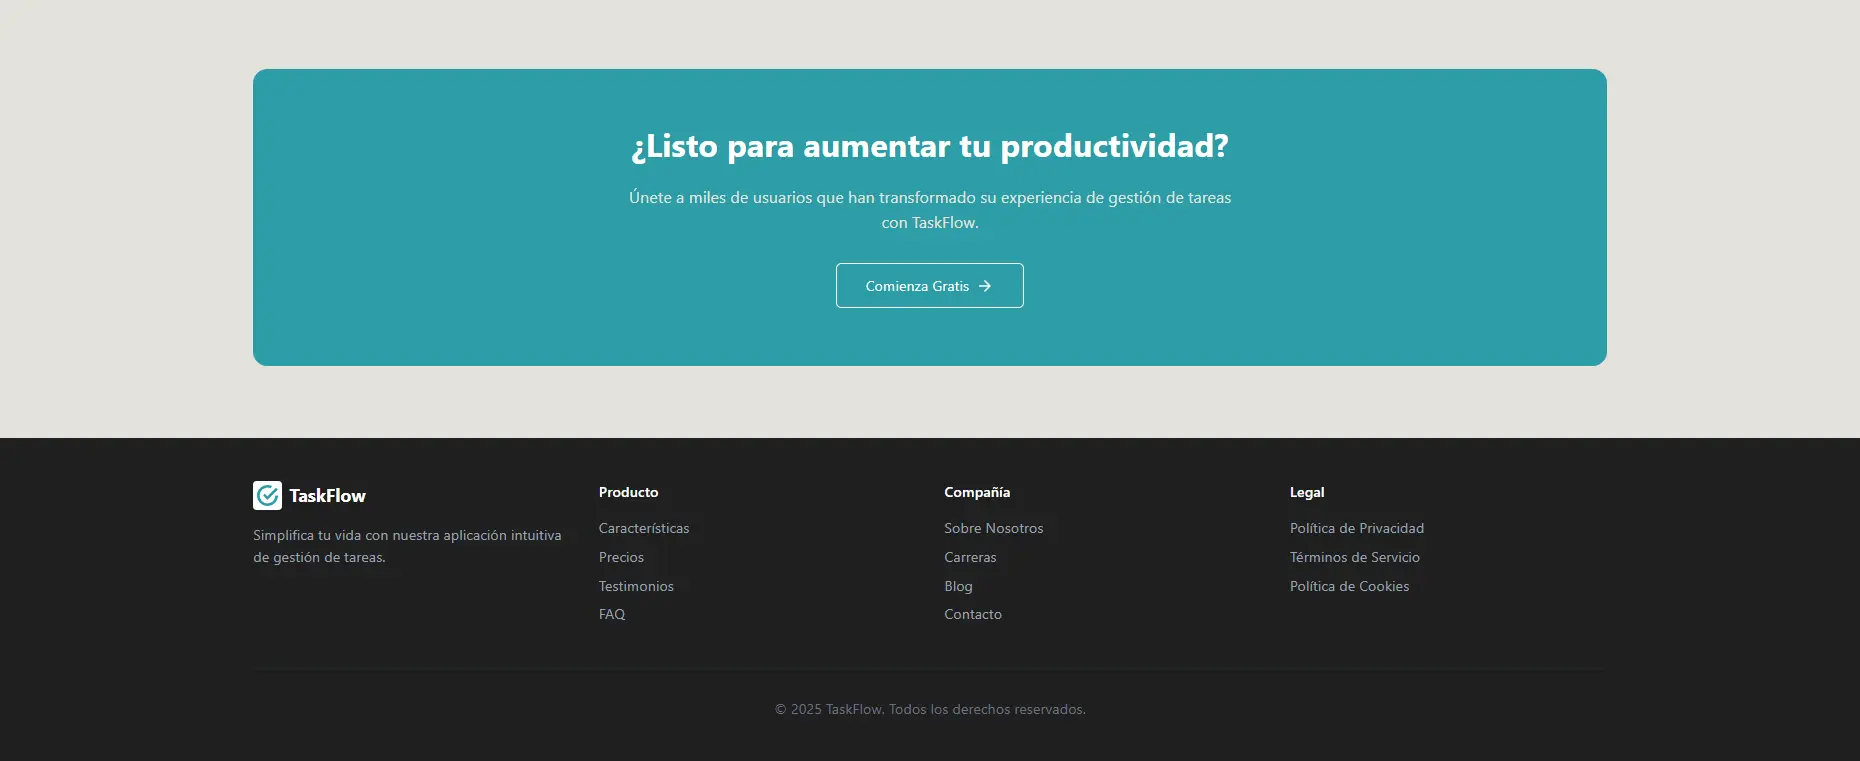 ¿Listo para aumentar tu productividad?
Únete a miles de usuarios que han transformado su experiencia de gestión de tareas
con TaskFlow.
Comienza Gratis
TaskFlow
Simplifica tu vida con nuestra aplicación intuitiva
de gestión de tareas.
Producto
Características
Precios
Testimonios
FAQ
Compañía
Sobre Nosotros
Carreras
Blog
Contacto
Legal
Política de Privacidad
Términos de Servicio
Política de Cookies
© 2025 TaskFlow. Todos los derechos reservados.